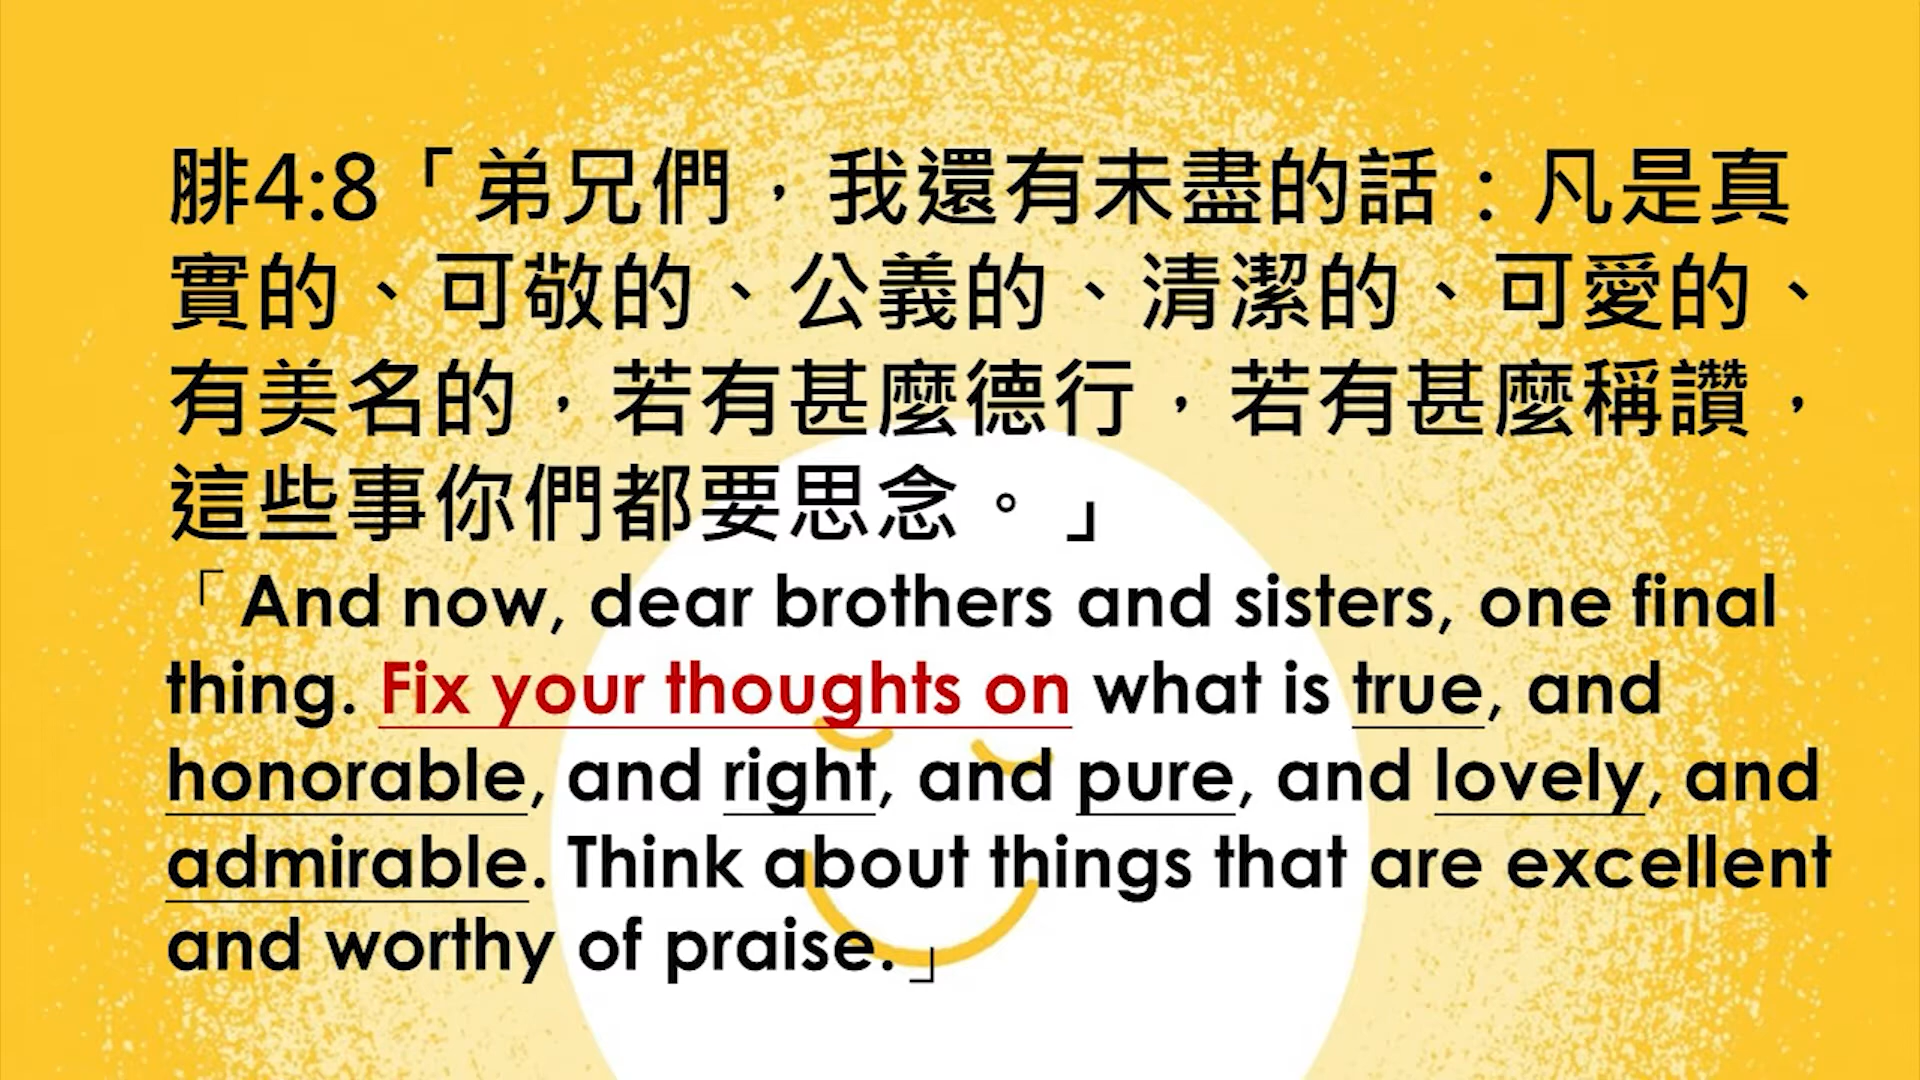 腓4:8「弟兄們，我還有未盡的話：凡是真
實的、可敬的、公義的、清潔的、可愛的、
有美名的，若有甚麼德行，若有甚麼稱讚，
這些事你們都要思念。」
「And now, dear brothers and sisters, one final
thing. Fix your thoughts on what is true, and
honorable, and right, and pure, and lovely, and
admirable. Think about things that are excellent
and worthy of praise.」